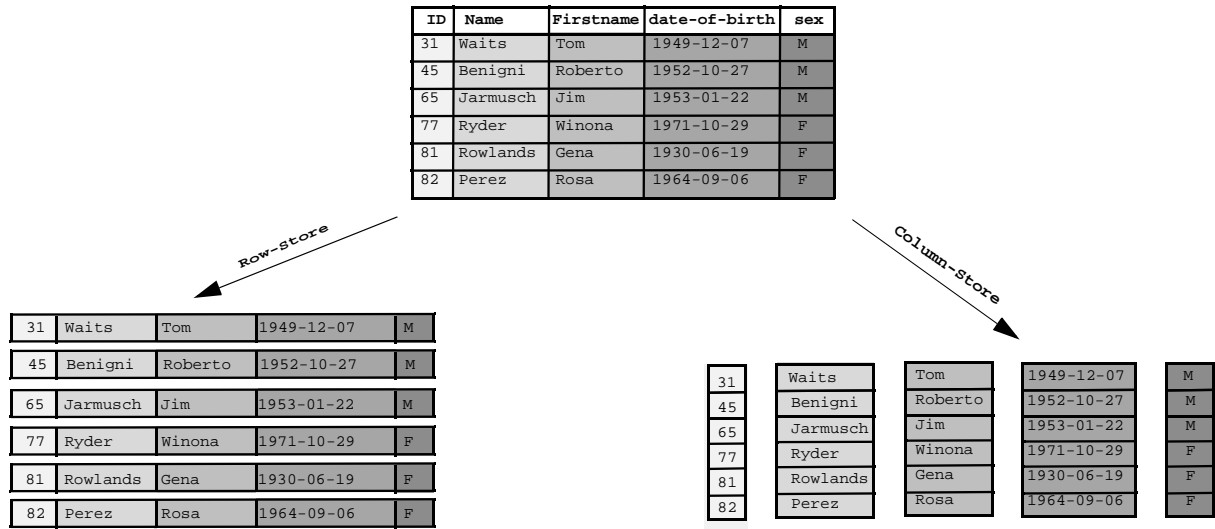 ID Name Firstname date-of-birth sex
31 Waits Tom 1949-12-07 M
45 Benigni Roberto 1952-10-27 M
65 Jarmusch Jim 1953-01-22 M
77 Ryder Winona 1971-10-29 F
81 Rowlands Gena 1930-06-19 F
82 Perez Rosa 1964-09-06 F
Row-store
Column-Store
31 Waits Tom 1949-12-07 M
45 Benigni Roberto 1952-10-27 M
65 Jarmusch Jim 1953-01-22 M
77 Ryder Winona 1971-10-29 F
81 Rowlands Gena 1930-06-19 F
82 Perez Rosa 1964-09-06 F
31 Waits Tom 1949-12-07 M
45 Benigni Roberto 1952-10-27 M
65 Jarmusch Jim 1953-01-22 M
77 Ryder Winona 1971-10-29 F
81 Rowlands Gena 1930-06-19 F
82 Perez Rosa 1964-09-06 F